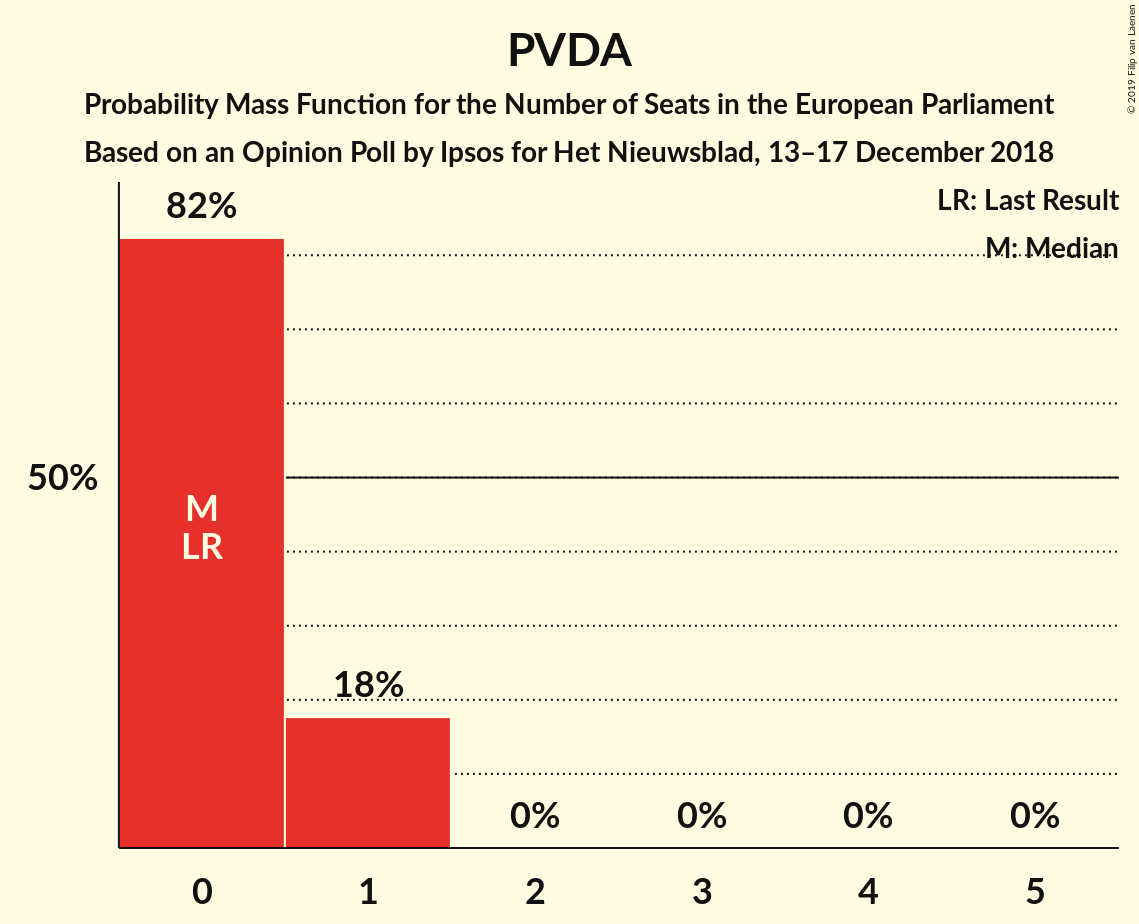 PVDA
Probability Mass Function for the Number of Seats in the European Parliament
Based on an Opinion Poll by Ipsos for Het Nieuwsblad, 13–17 December 2018
© 2019 Filip van Laenen
LR: Last Result
M: Median
82%
50%
M
LR
18%
0%
0%
0%
0%
0
1
2
3
4
5